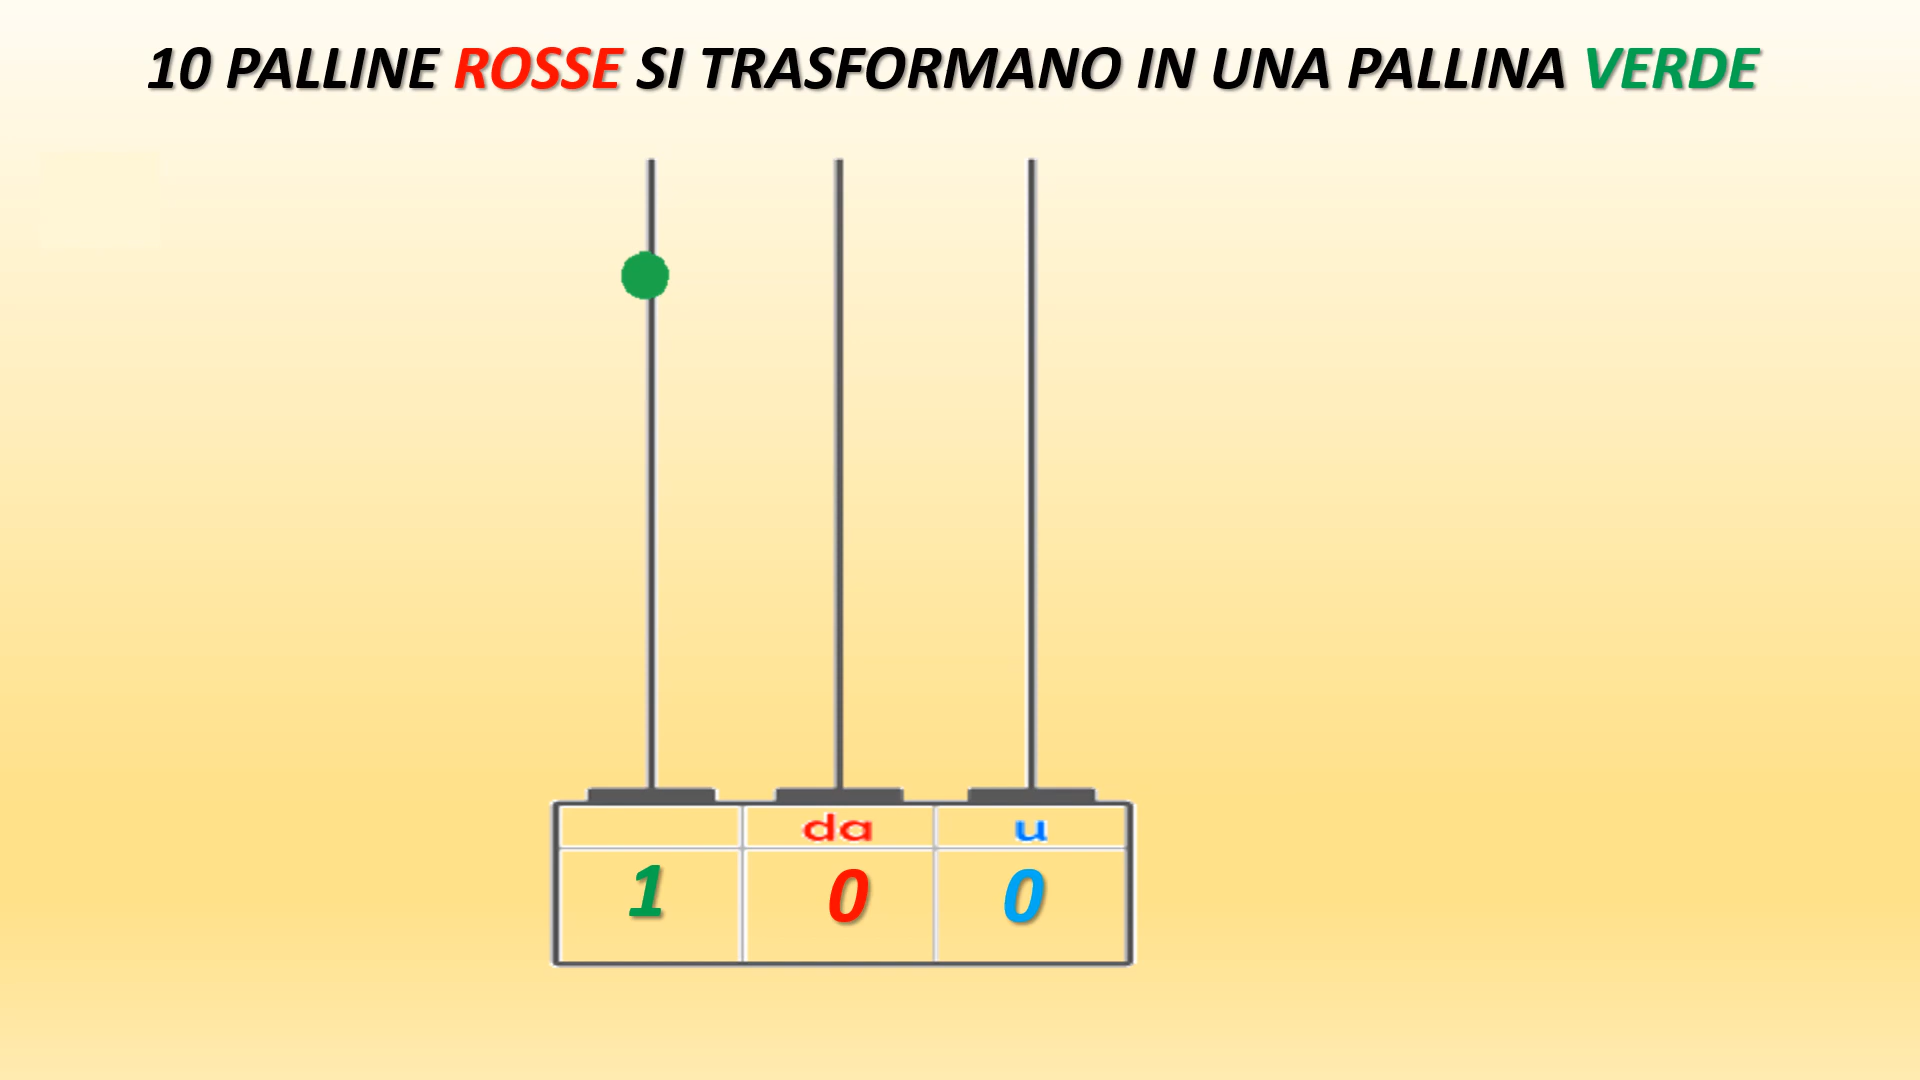 10 PALLINE ROSSE SI TRASFORMANO IN UNA PALLINA VERDE
da u
1 0 0